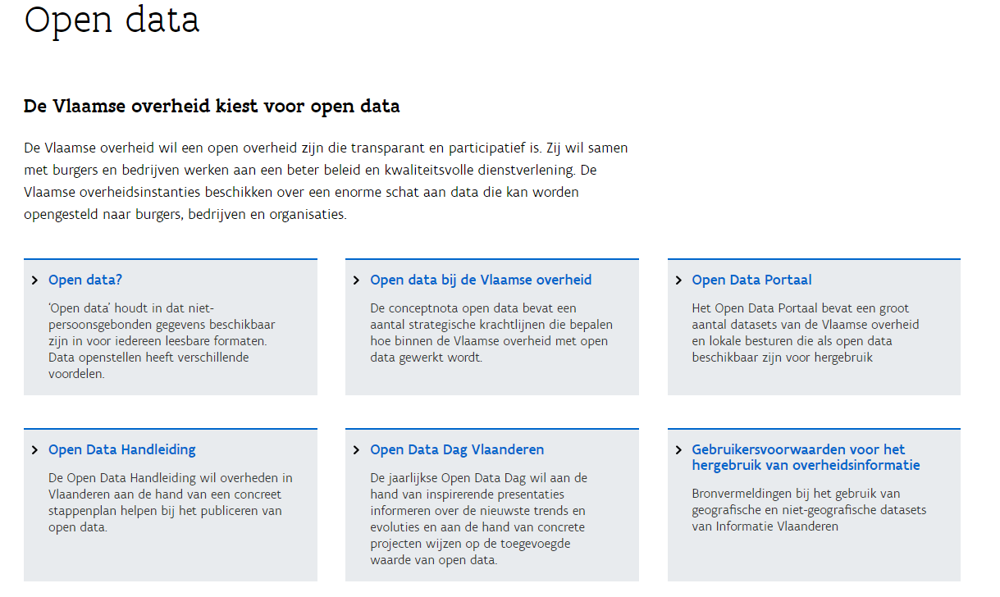 Open data
De Vlaamse overheid kiest voor open data
De Vlaamse overheid wil een open overheid zijn die transparant en participatief is. Zij wil samen
met burgers en bedrijven werken aan een beter beleid en kwaliteitsvolle dienstverlening. De
Vlaamse overheidsinstanties beschikken over een enorme schat aan data die kan worden
opengesteld naar burgers, bedrijven en organisaties.
Open data?
‘Open data’ houdt in dat niet-
persoonsgebonden gegevens beschikbaar
zijn in voor iedereen leesbare formaten.
Data openstellen heeft verschillende
voordelen.
Open data bij de Vlaamse overheid
De conceptnota open data bevat een
aantal strategische krachtlijnen die bepalen
hoe binnen de Vlaamse overheid met open
data gewerkt wordt.
Open Data Portaal
Het Open Data Portaal bevat een groot
aantal datasets van de Vlaamse overheid
en lokale besturen die als open data
beschikbaar zijn voor hergebruik
Open Data Handleiding
De Open Data Handleiding wil overheden in
Vlaanderen aan de hand van een concreet
stappenplan helpen bij het publiceren van
open data.
Open Data Dag Vlaanderen
De jaarlijkse Open Data Dag wil aan de
hand van inspirerende presentaties
informeren over de nieuwste trends en
evoluties en aan de hand van concrete
projecten wijzen op de toegevoegde
waarde van open data.
Gebruikersvoorwaarden voor het
hergebruik van overheidsinformatie
Bronvermeldingen bij het gebruik van
geografische en niet-geografische datasets
van Informatie Vlaanderen